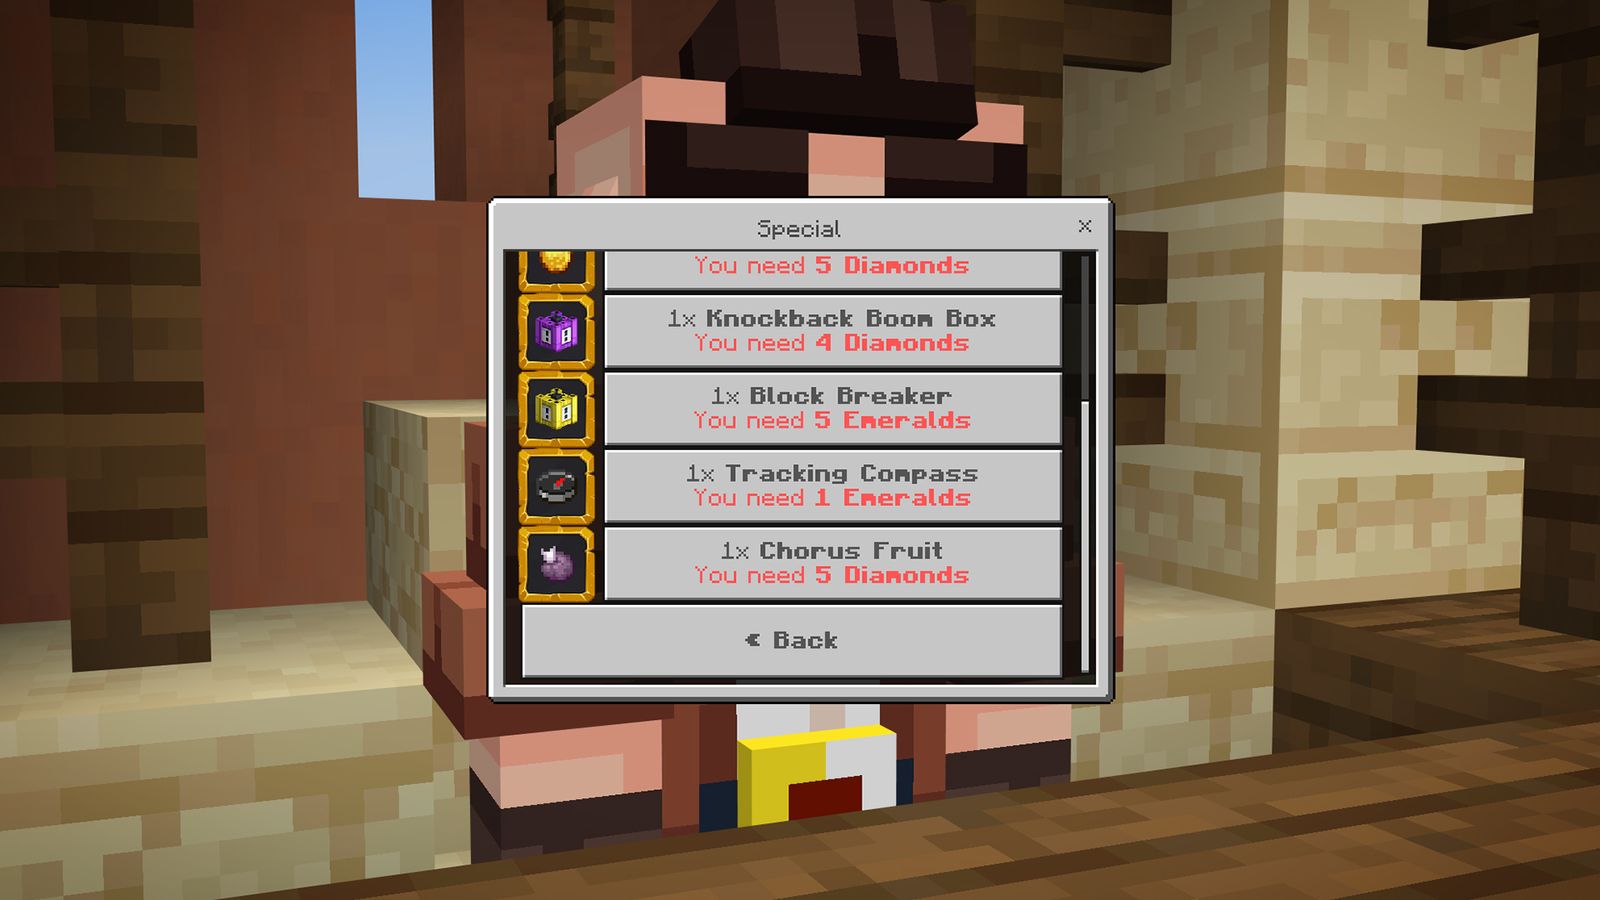 Special
You need 5 Diamonds
1x Knockback Boom Box
You need 4 Diamonds
1x Block Breaker
You need 5 Emeralds
1x Tracking Compass
You need 1 Emeralds
1x Chorus Fruit
You need 5 Diamonds
Back